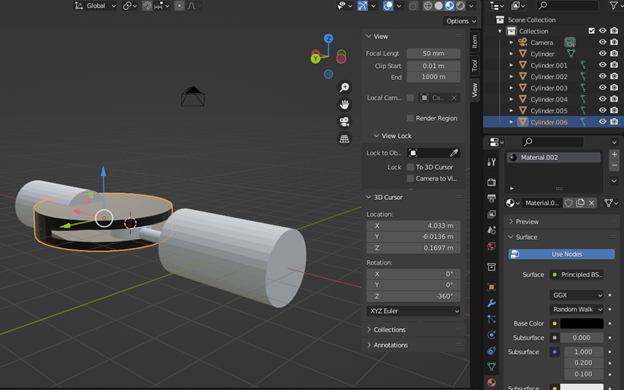 Global
Options
Z
Y
View
Focal Lengt 50 mm
Clip Start 0.01 m
End 1000 m
Local Cam... Ca...
Render Region
View Lock
Lock to Ob...
Lock To 3D Cursor
Camera to Vi...
3D Cursor
Location:
X 4.033 m
Y -0.0136 m
Z 0.1697 m
Rotation:
X 0°
Y 0°
Z -360°
XYZ Euler
Collections
Annotations
Item
Tool
View
Scene Collection
Collection
Camera
Cylinder
Cylinder.001
Cylinder.002
Cylinder.003
Cylinder.004
Cylinder.005
Cylinder.006
Material.002
Material.0...
Preview
Surface
Use Nodes
Surface Principled BS...
GGX
Random Walk
Base Color
Subsurface 0.000
Subsurface 1.000
0.200
0.100